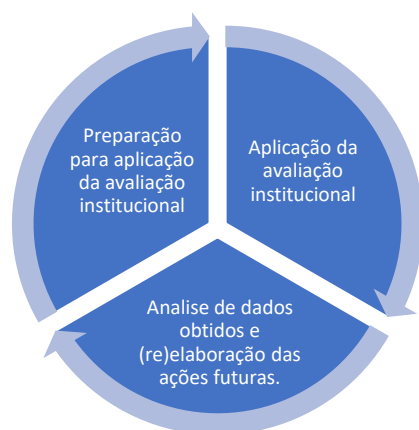 Preparação
para aplicação
da avaliação
institucional
Aplicação da
avaliação
institucional
Analise de dados
obtidos e
(re)elaboração das
ações futuras.